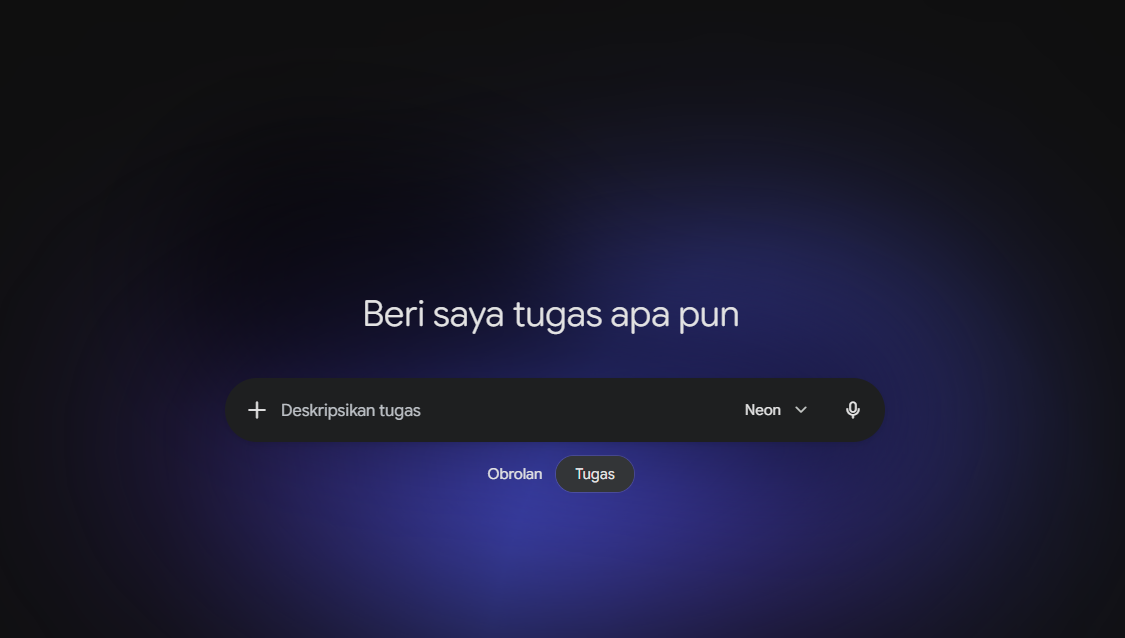 Beri saya tugas apa pun
Deskripsikan tugas
Neon
Obrolan
Tugas